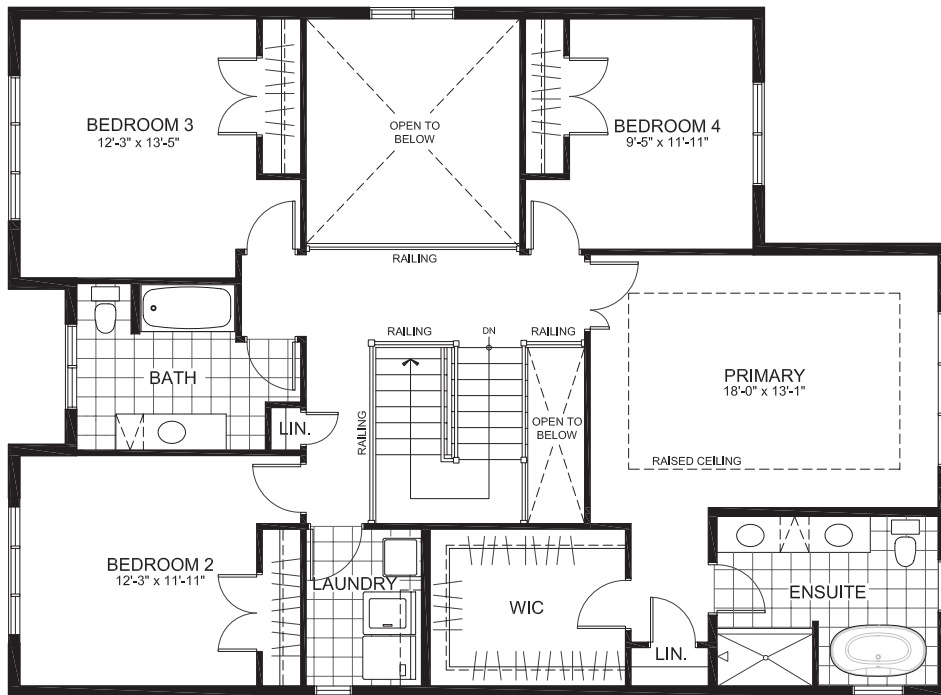 BEDROOM 3
12'-3" x 13'-5"
OPEN TO
BELOW
BEDROOM 4
9'-5" x 11'-11"
RAILING
RAILING
DN
RAILING
BATH
PRIMARY
18'-0" x 13'-1"
LIN.
RAILING
OPEN TO
BELOW
RAISED CEILING
BEDROOM 2
12'-3" x 11'-11"
LAUNDRY
WIC
ENSUITE
LIN.